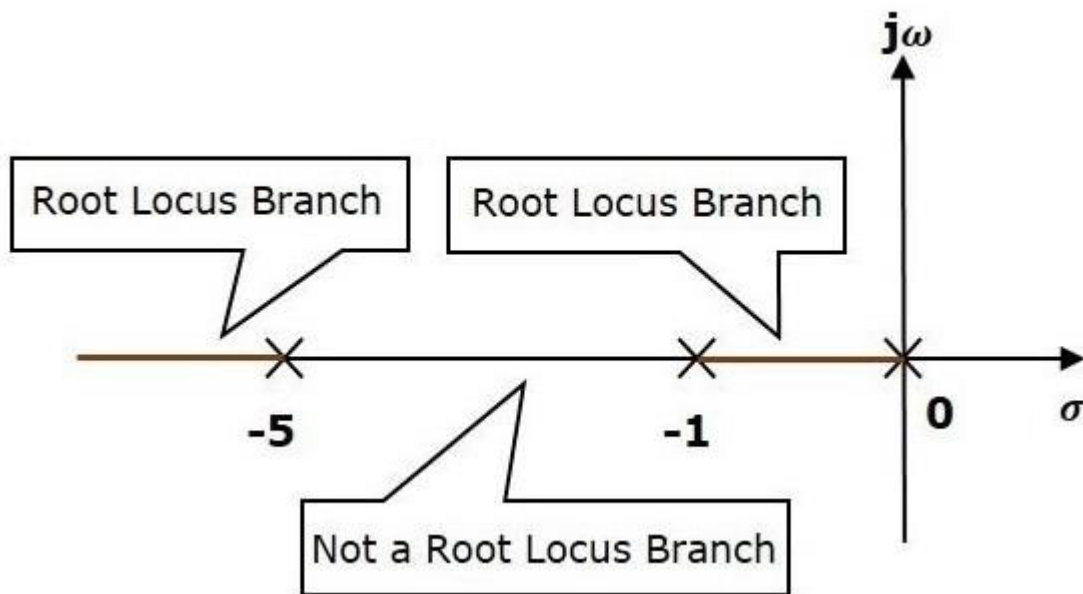 jω
Root Locus Branch
Root Locus Branch
-5
-1
0
σ
Not a Root Locus Branch